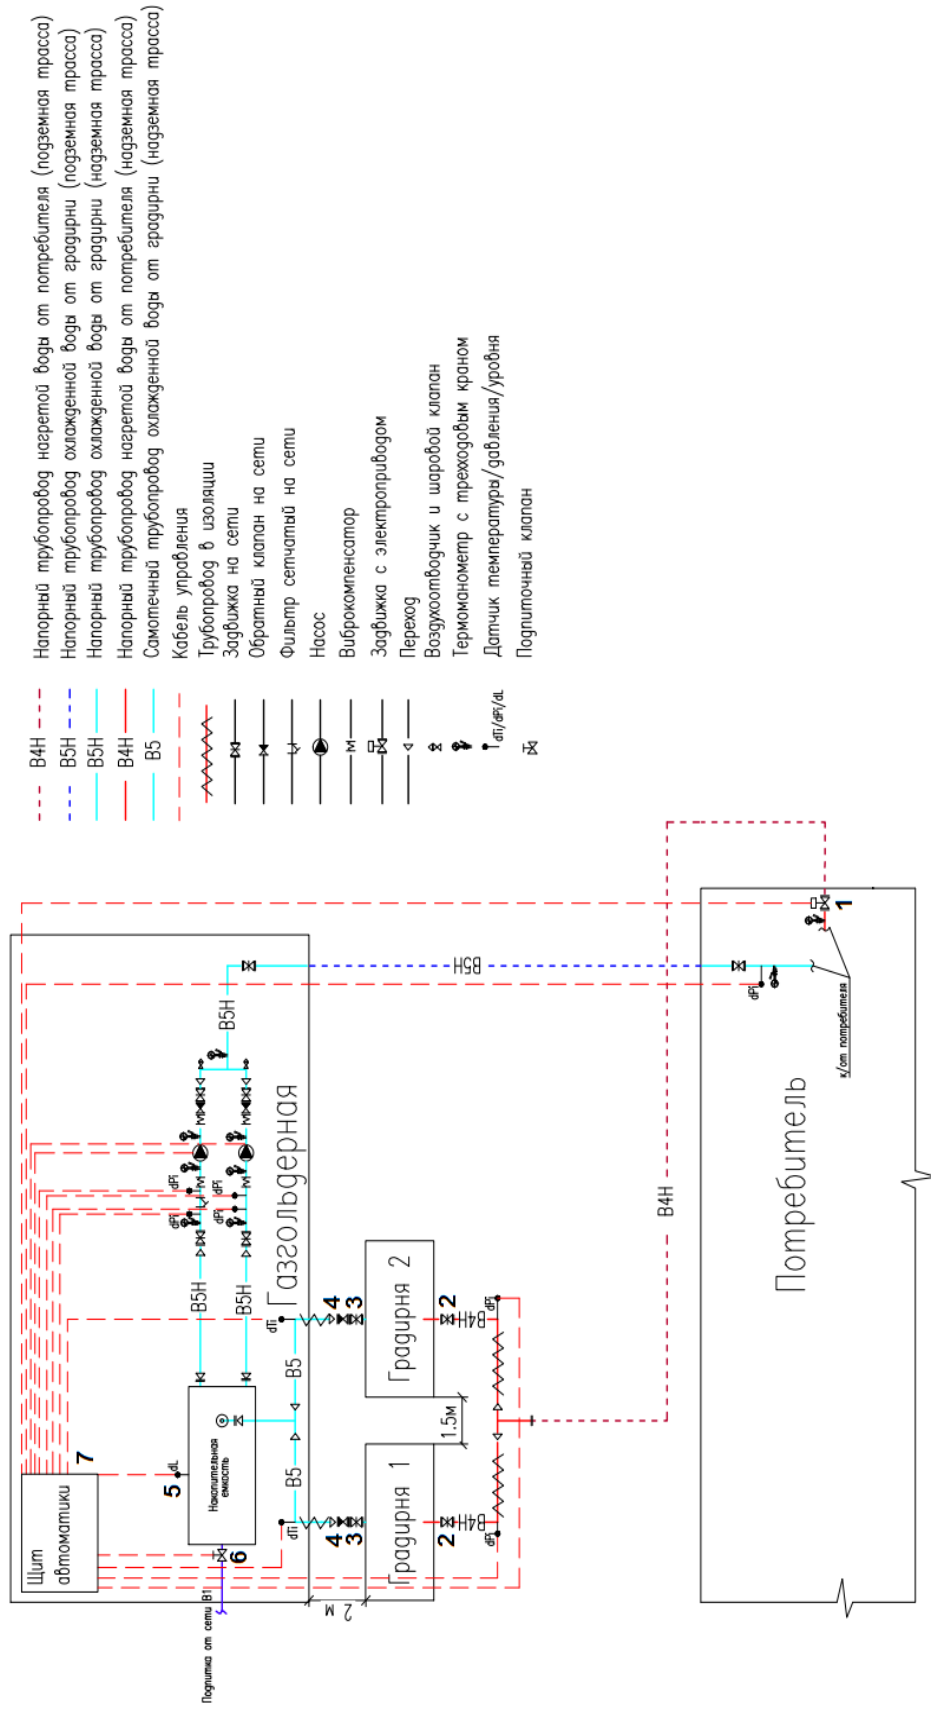 В4Н Напорный трубопровод нагретой воды от потребителя (подземная трасса)
В5Н Напорный трубопровод охлажденной воды от градирни (подземная трасса)
В5Н Напорный трубопровод охлажденной воды от градирни (надземная трасса)
В4Н Напорный трубопровод нагретой воды от потребителя (надземная трасса)
В5 Самотечный трубопровод охлажденной воды от градирни (надземная трасса)
Кабель управления
Трубопровод в изоляции
Задвижка на сети
Обратный клапан на сети
Фильтр сетчатый на сети
Насос
М Виброкомпенсатор
Задвижка с электроприводом
Переход
Воздухоотводчик и шаровой клапан
Термоманометр с трехходовым краном
dTi/dPi/dL Датчик температуры/давления/уровня
Подпиточный клапан
Щит
автоматики
7
5
dL
Накопительная
емкость
6
Подпитка от сети В1
В5Н
В5Н
В5Н
dPi
dPi
dPi
dPi
М
М
М
М
Газгольдерная
В5
В5
dTi
dTi
4
3
4
3
2 м
Градирня 1
Градирня 2
1.5м
2
2
В4Н
В4Н
dPi
dPi
В4Н
В5Н
Потребитель
dPi
к/от потребителя
1